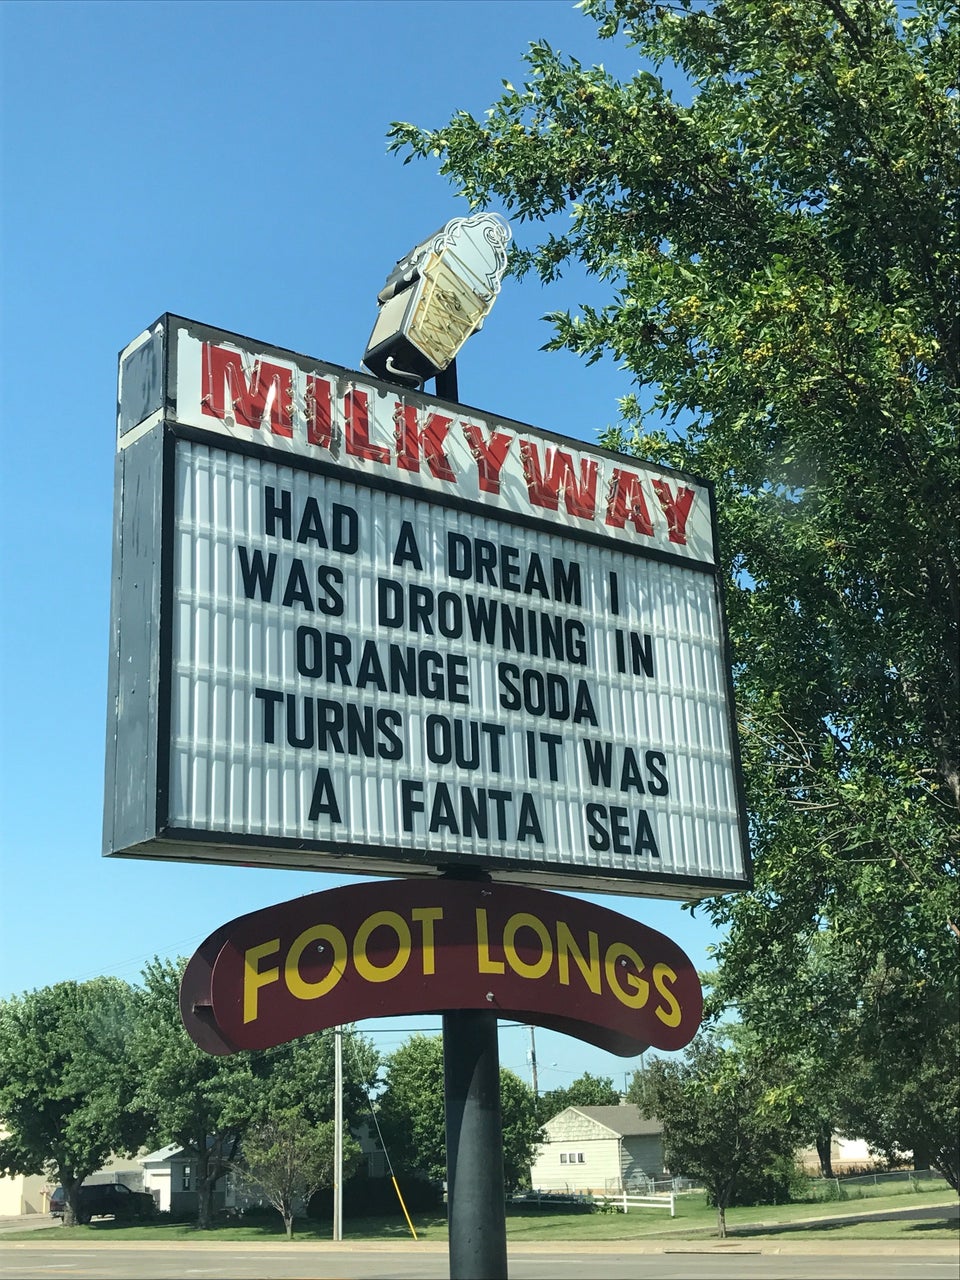 MILKYWAY
HAD A DREAM I
WAS DROWNING IN
ORANGE SODA
TURNS OUT IT WAS
A FANTA SEA
FOOT LONGS